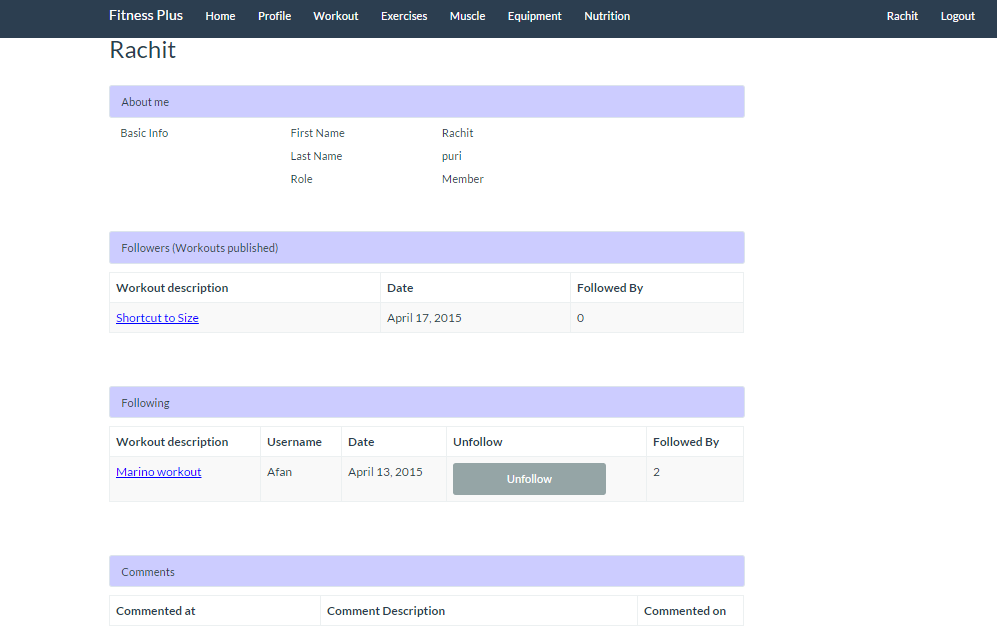 Fitness Plus Home Profile Workout Exercises Muscle Equipment Nutrition Rachit Logout
Rachit
About me
Basic Info First Name Rachit
Last Name puri
Role Member
Followers (Workouts published)
Workout description Date Followed By
Shortcut to Size April 17, 2015 0
Following
Workout description Username Date Unfollow Followed By
Marino workout Afan April 13, 2015 Unfollow 2
Comments
Commented at Comment Description Commented on